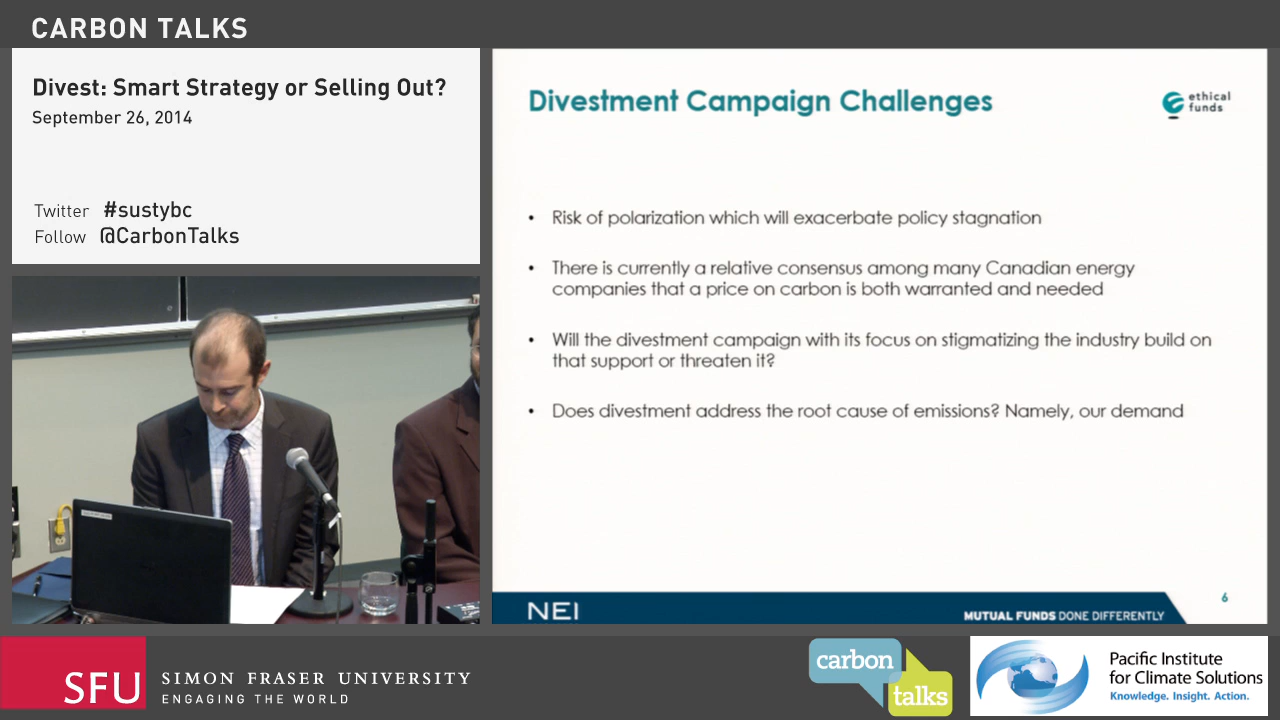 CARBON TALKS
Divest: Smart Strategy or Selling Out?
September 26, 2014
Twitter #sustybc
Follow @CarbonTalks
Divestment Campaign Challenges
ethical
funds
• Risk of polarization which will exacerbate policy stagnation
• There is currently a relative consensus among many Canadian energy
companies that a price on carbon is both warranted and needed
• Will the divestment campaign with its focus on stigmatizing the industry build on
that support or threaten it?
• Does divestment address the root cause of emissions? Namely, our demand
NEI
MUTUAL FUNDS DONE DIFFERENTLY
6
SFU
SIMON FRASER UNIVERSITY
ENGAGING THE WORLD
carbon
talks
Pacific Institute
for Climate Solutions
Knowledge. Insight. Action.